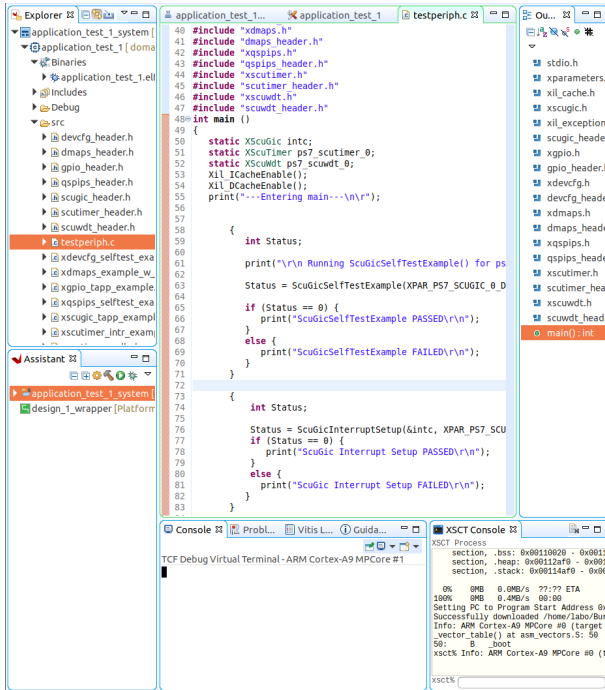 Explorer
application_test_1_system [
application_test_1 [ doma
Binaries
application_test_1.elf
Includes
Debug
src
devcfg_header.h
dmaps_header.h
gpio_header.h
qspips_header.h
scugic_header.h
scutimer_header.h
scuwdt_header.h
testperiph.c
xdevcfg_selftest_exa
xdmaps_example_w_
xgpio_tapp_example.
xqspips_selftest_exa
xscugic_tapp_exampl
xscutimer_intr_examp
Assistant
application_test_1_system [
design_1_wrapper [Platform
application_test_1...
application_test_1
testperiph.c
40 #include "xdmaps.h"
41 #include "dmaps_header.h"
42 #include "xqspips.h"
43 #include "qspips_header.h"
44 #include "xscutimer.h"
45 #include "scutimer_header.h"
46 #include "xscuwdt.h"
47 #include "scuwdt_header.h"
48 int main ()
49 {
50 static XScuGic intc;
51 static XScuTimer ps7_scutimer_0;
52 static XScuWdt ps7_scuwdt_0;
53 Xil_ICacheEnable();
54 Xil_DCacheEnable();
55 print("---Entering main---\n\r");
56
57
58 {
59 int Status;
60
61 print("\r\n Running ScuGicSelfTestExample() for ps
62
63 Status = ScuGicSelfTestExample(XPAR_PS7_SCUGIC_0_D
64
65 if (Status == 0) {
66 print("ScuGicSelfTestExample PASSED\r\n");
67 }
68 else {
69 print("ScuGicSelfTestExample FAILED\r\n");
70 }
71 }
72
73 {
74 int Status;
75
76 Status = ScuGicInterruptSetup(&intc, XPAR_PS7_SCU
77 if (Status == 0) {
78 print("ScuGic Interrupt Setup PASSED\r\n");
79 }
80 else {
81 print("ScuGic Interrupt Setup FAILED\r\n");
82 }
83 }
Ou...
stdio.h
xparameters.
xil_cache.h
xscugic.h
xil_exception
scugic_heade
xgpio.h
gpio_header.l
xdevcfg.h
devcfg_heade
xdmaps.h
dmaps_heade
xqspips.h
qspips_heade
xscutimer.h
scutimer_hea
xscuwdt.h
scuwdt_head
main() : int
Console
Probl...
Vitis L...
Guida...
TCF Debug Virtual Terminal - ARM Cortex-A9 MPCore #1
XSCT Console
XSCT Process
section, .bss: 0x00110020 - 0x0011
section, .heap: 0x00112af0 - 0x001
section, .stack: 0x00114af0 - 0x00
0% 0MB 0.0MB/s ??:?? ETA
100% 0MB 0.4MB/s 00:00
Setting PC to Program Start Address 0x
Successfully downloaded /home/labo/Bur
Info: ARM Cortex-A9 MPCore #0 (target
_vector_table() at asm_vectors.S: 50
50: B _boot
xsct% Info: ARM Cortex-A9 MPCore #0 (t
xsct%